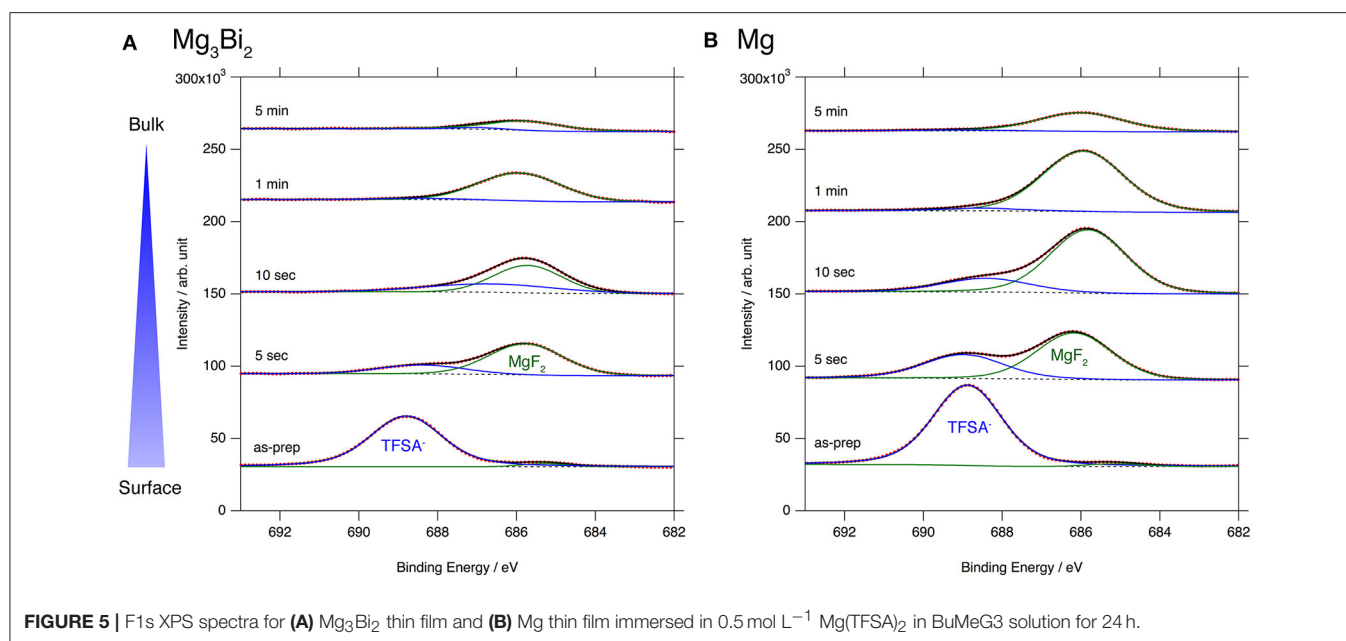 A Mg₃Bi₂
300x10³
250
200
150
100
50
0
Intensity / arb. unit
5 min
1 min
10 sec
5 sec
as-prep
MgF₂
TFSA⁻
692 690 688 686 684 682
Binding Energy / eV
Bulk
Surface
B Mg
300x10³
250
200
150
100
50
0
Intensity / arb. unit
5 min
1 min
10 sec
5 sec
as-prep
MgF₂
TFSA⁻
692 690 688 686 684 682
Binding Energy / eV
FIGURE 5 | F1s XPS spectra for (A) Mg₃Bi₂ thin film and (B) Mg thin film immersed in 0.5 mol L⁻¹ Mg(TFSA)₂ in BuMeG3 solution for 24 h.